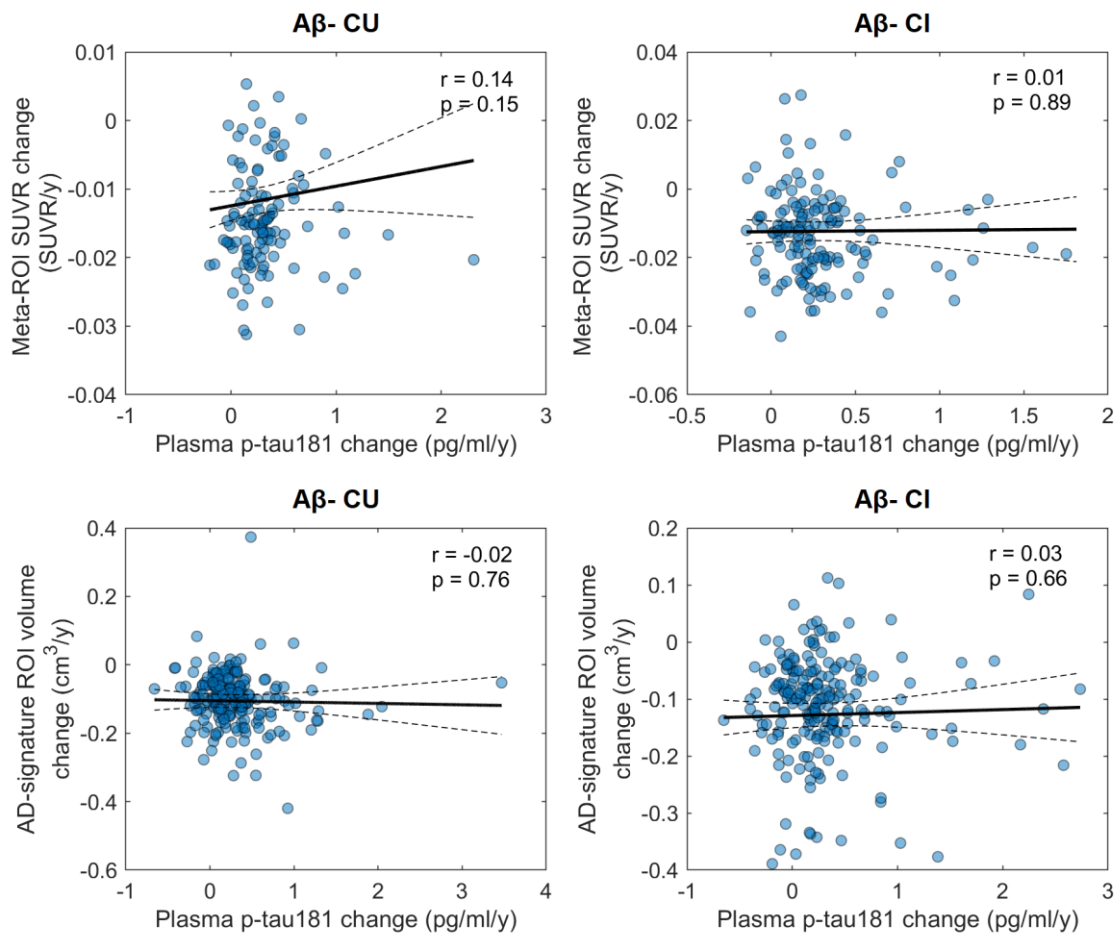 Aβ- CU
r = 0.14
p = 0.15
0.01
0
-0.01
-0.02
-0.03
-0.04
Meta-ROI SUVR change
(SUVR/y)
-1
0
1
2
3
Plasma p-tau181 change (pg/ml/y)
Aβ- CI
r = 0.01
p = 0.89
0.04
0.02
0
-0.02
-0.04
-0.06
Meta-ROI SUVR change
(SUVR/y)
-0.5
0
0.5
1
1.5
2
Plasma p-tau181 change (pg/ml/y)
Aβ- CU
r = -0.02
p = 0.76
0.4
0.2
0
-0.2
-0.4
-0.6
AD-signature ROI volume
change (cm³/y)
-1
0
1
2
3
4
Plasma p-tau181 change (pg/ml/y)
Aβ- CI
r = 0.03
p = 0.66
0.2
0.1
0
-0.1
-0.2
-0.3
-0.4
AD-signature ROI volume
change (cm³/y)
-1
0
1
2
3
Plasma p-tau181 change (pg/ml/y)